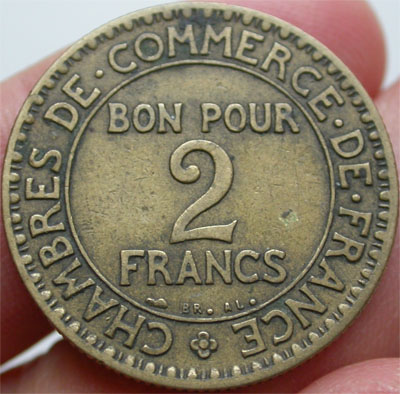 CHAMBRES DE·COMMERCE·DE·FRANCE
BON POUR
2
FRANCS
BR. AL.